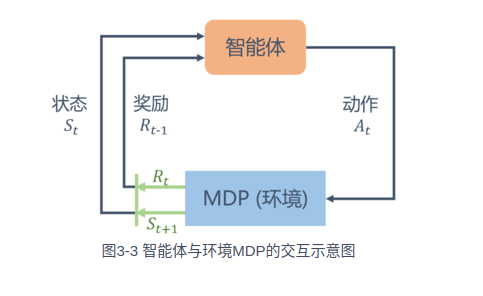 智能体
状态
S_t
奖励
R_{t-1}
动作
A_t
R_t
MDP (环境)
S_{t+1}
图3-3 智能体与环境MDP的交互示意图